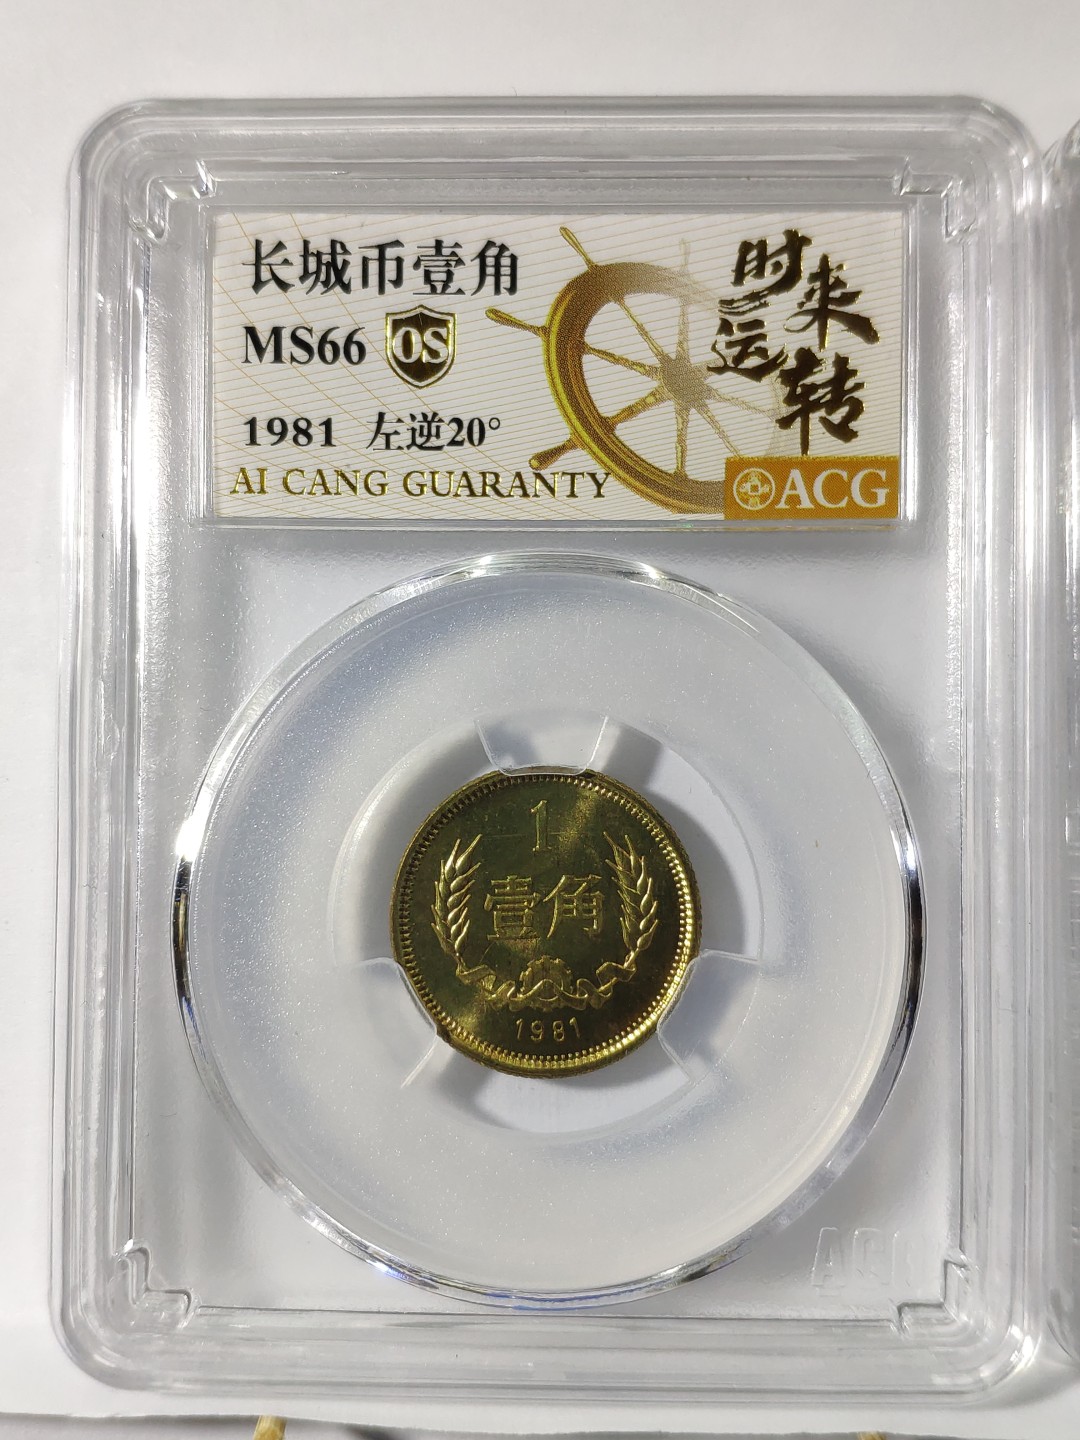 长城币壹角
MS66 OS
1981 左逆20°
AI CANG GUARANTY
时来
运转
ACG
1
壹角
1981